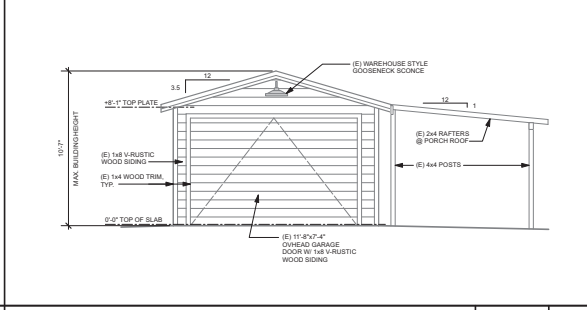 (E) WAREHOUSE STYLE
GOOSENECK SCONCE
12
3.5
+8'-1" TOP PLATE
12
1
(E) 2x4 RAFTERS
@ PORCH ROOF
10'-7"
MAX. BUILDING HEIGHT
(E) 1x8 V-RUSTIC
WOOD SIDING
(E) 4x4 POSTS
(E) 1x4 WOOD TRIM,
TYP.
0'-0" TOP OF SLAB
(E) 11'-8"x7'-4"
OVHEAD GARAGE
DOOR W/ 1x8 V-RUSTIC
WOOD SIDING